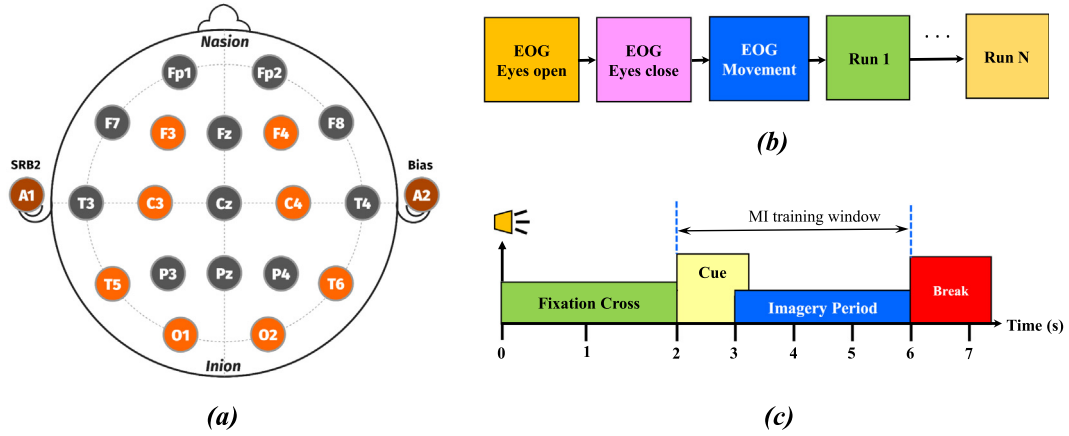 Nasion
Fp1
Fp2
F7
F3
Fz
F4
F8
SRB2
A1
T3
C3
Cz
C4
T4
Bias
A2
T5
P3
Pz
P4
T6
O1
O2
Inion
(a)
EOG
Eyes open
EOG
Eyes close
EOG
Movement
Run 1
. . .
Run N
(b)
MI training window
Cue
Fixation Cross
Imagery Period
Break
Time (s)
0
1
2
3
4
5
6
7
(c)